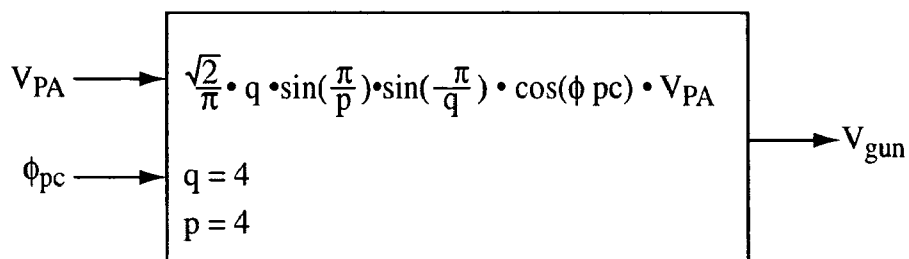 V_PA
√2/π • q • sin(π/p) • sin(-π/q) • cos(ϕ pc) • V_PA
V_gun
ϕ_pc
q = 4
p = 4